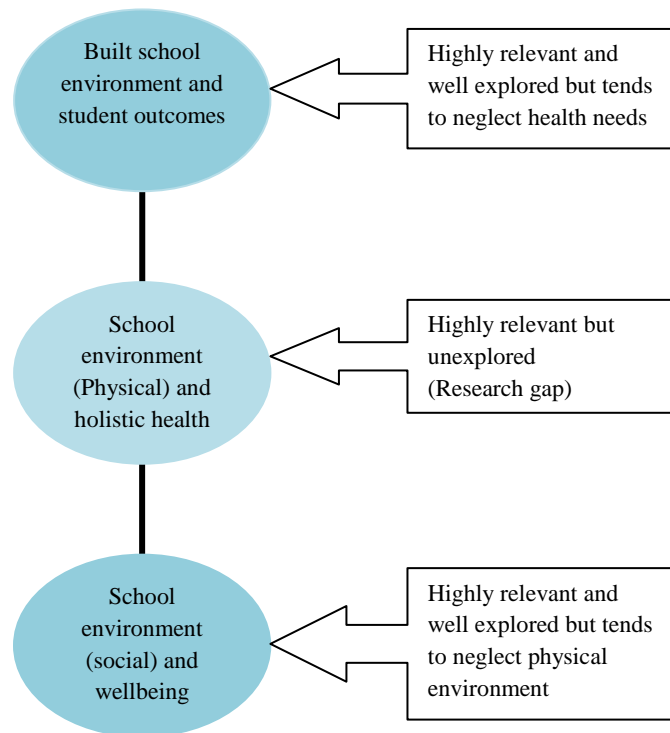 Built school
environment and
student outcomes
Highly relevant and
well explored but tends
to neglect health needs
School
environment
(Physical) and
holistic health
Highly relevant but
unexplored
(Research gap)
School
environment
(social) and
wellbeing
Highly relevant and
well explored but tends
to neglect physical
environment